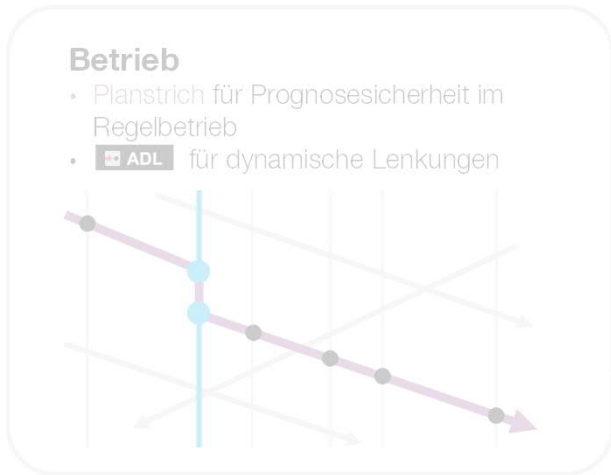 Betrieb
• Planstrich für Prognosesicherheit im
Regelbetrieb
• ADL für dynamische Lenkungen